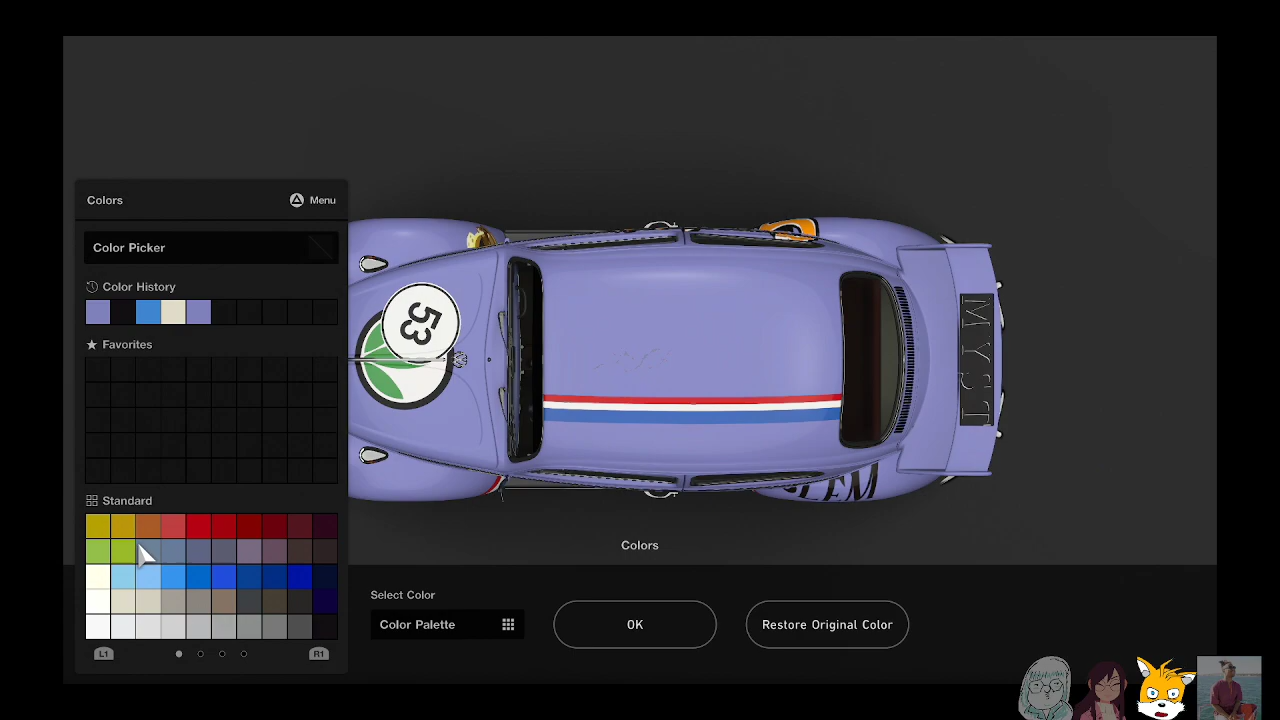 Colors
Menu
Color Picker
Color History
Favorites
Standard
L1
R1
53
MYST
Colors
Select Color
Color Palette
OK
Restore Original Color